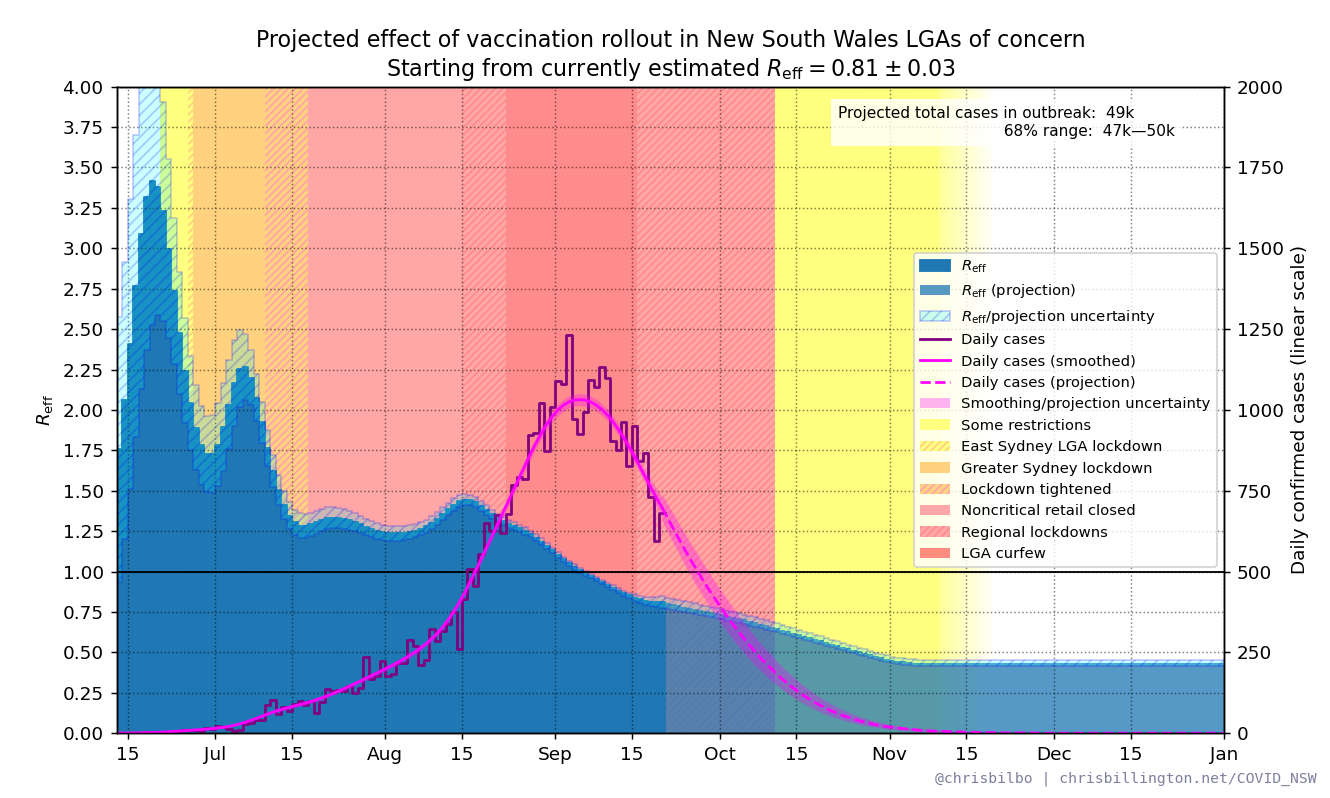 Projected effect of vaccination rollout in New South Wales LGAs of concern
Starting from currently estimated R_eff = 0.81 ± 0.03
Projected total cases in outbreak: 49k
68% range: 47k—50k
4.00
3.75
3.50
3.25
3.00
2.75
2.50
2.25
2.00
1.75
1.50
1.25
1.00
0.75
0.50
0.25
0.00
R_eff
2000
1750
1500
1250
1000
750
500
250
0
Daily confirmed cases (linear scale)
R_eff
R_eff (projection)
R_eff/projection uncertainty
Daily cases
Daily cases (smoothed)
Daily cases (projection)
Smoothing/projection uncertainty
Some restrictions
East Sydney LGA lockdown
Greater Sydney lockdown
Lockdown tightened
Noncritical retail closed
Regional lockdowns
LGA curfew
15 Jul 15 Aug 15 Sep 15 Oct 15 Nov 15 Dec 15 Jan
@chrisbilbo | chrisbillington.net/COVID_NSW